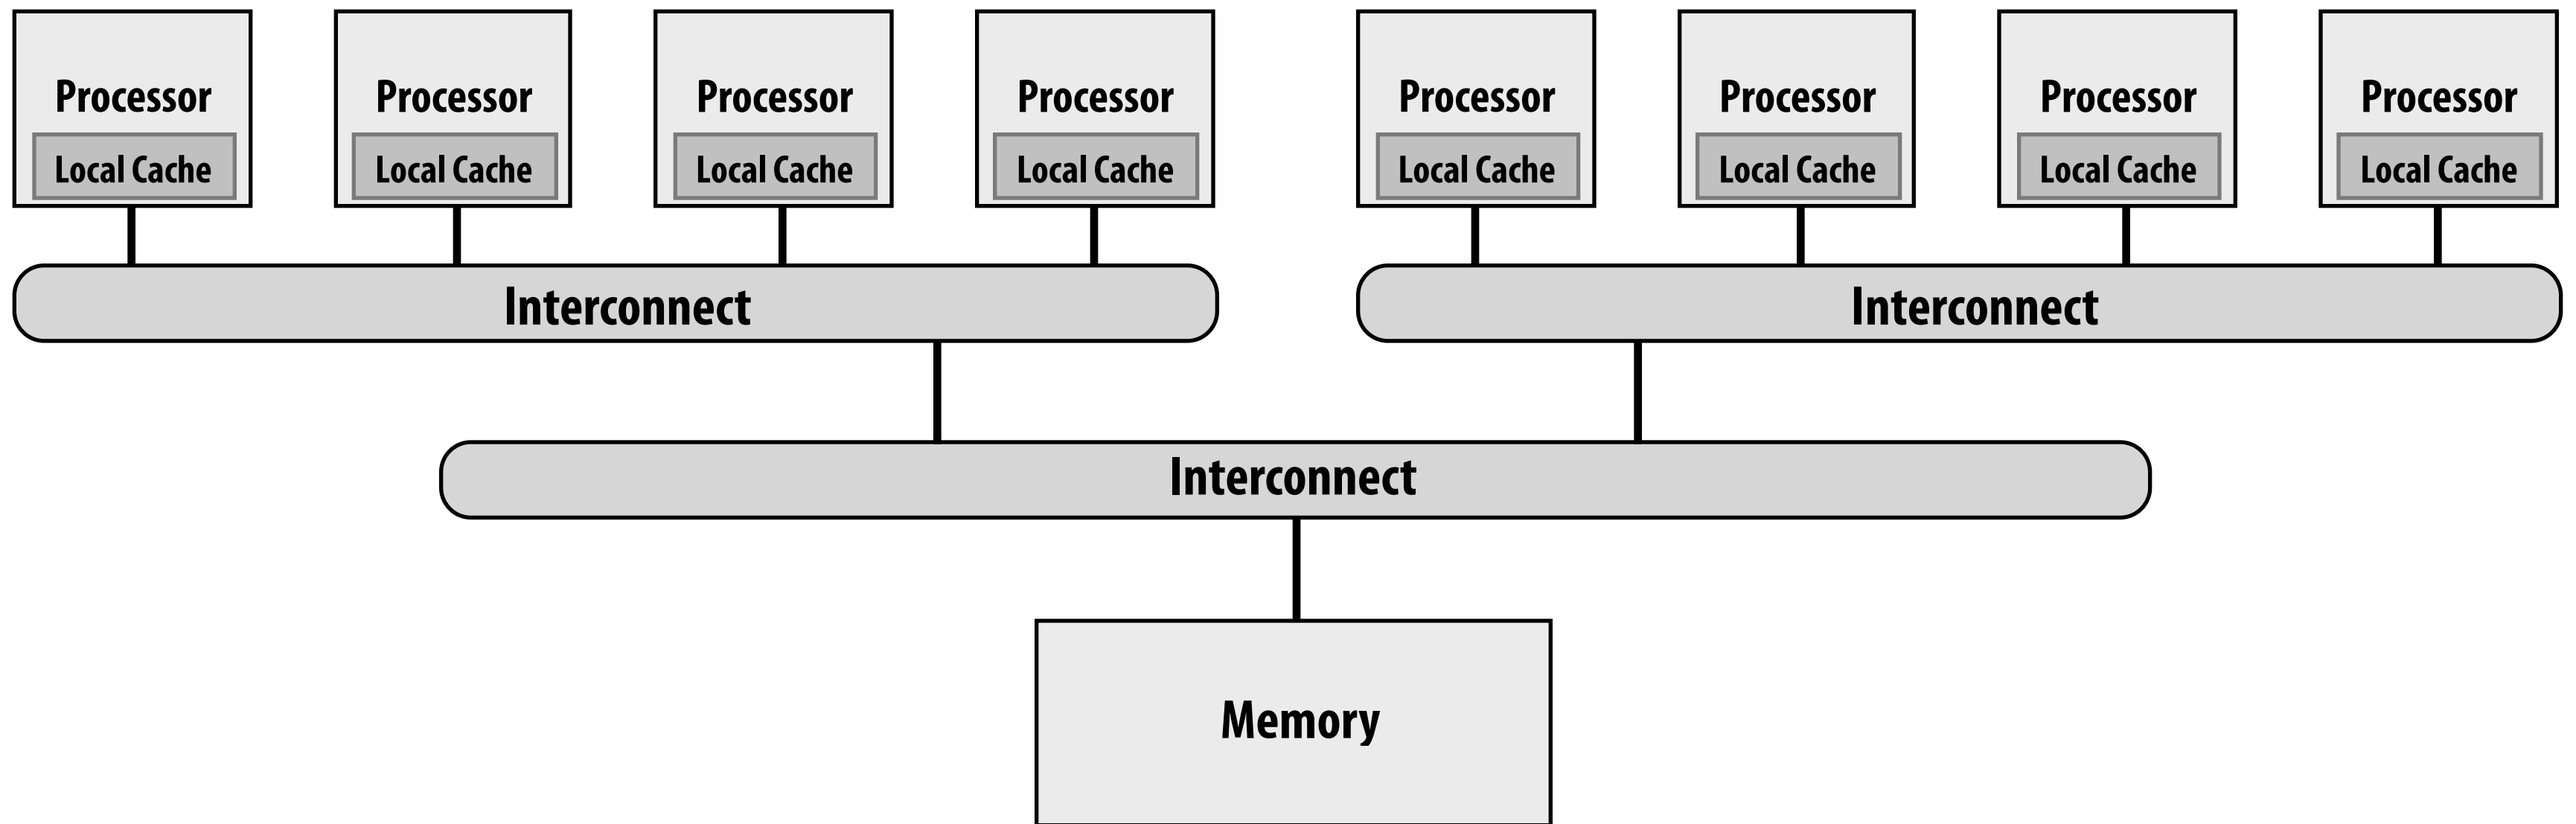 Processor
Local Cache
Processor
Local Cache
Processor
Local Cache
Processor
Local Cache
Processor
Local Cache
Processor
Local Cache
Processor
Local Cache
Processor
Local Cache
Interconnect
Interconnect
Interconnect
Memory